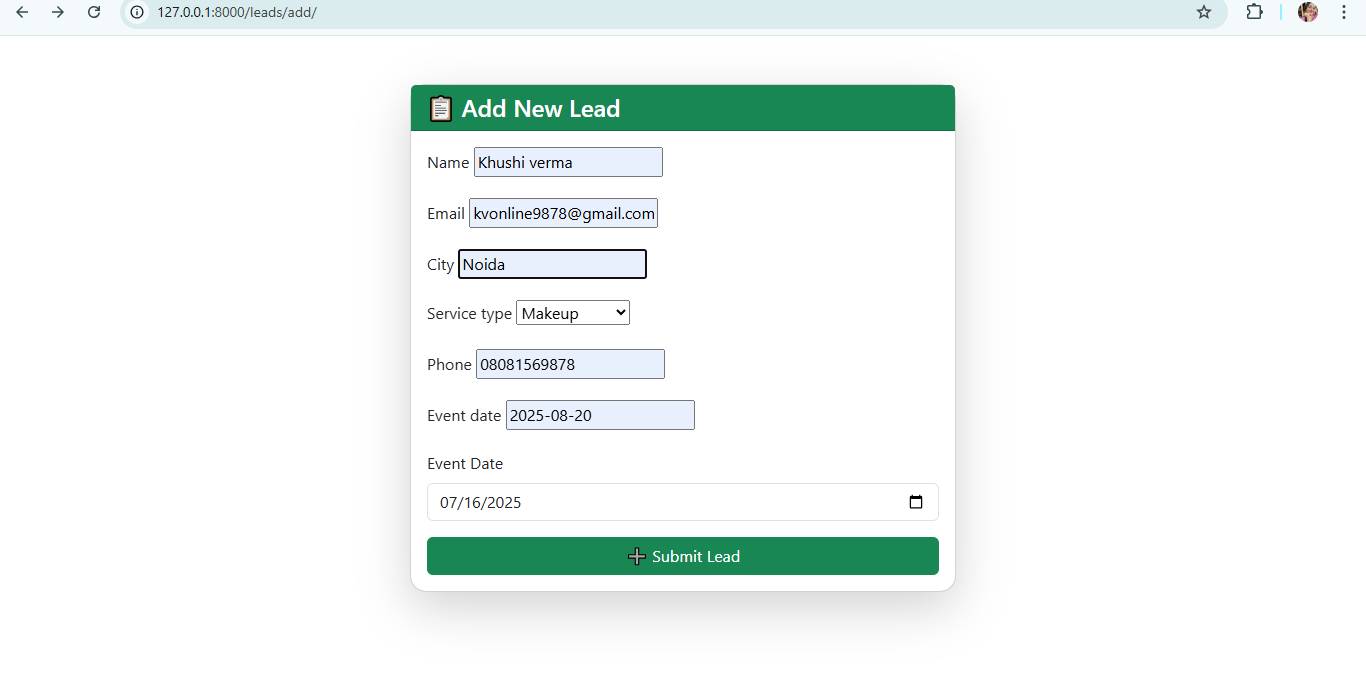 127.0.0.1:8000/leads/add/
Add New Lead
Name Khushi verma
Email kvonline9878@gmail.com
City Noida
Service type Makeup
Phone 08081569878
Event date 2025-08-20
Event Date
07/16/2025
Submit Lead